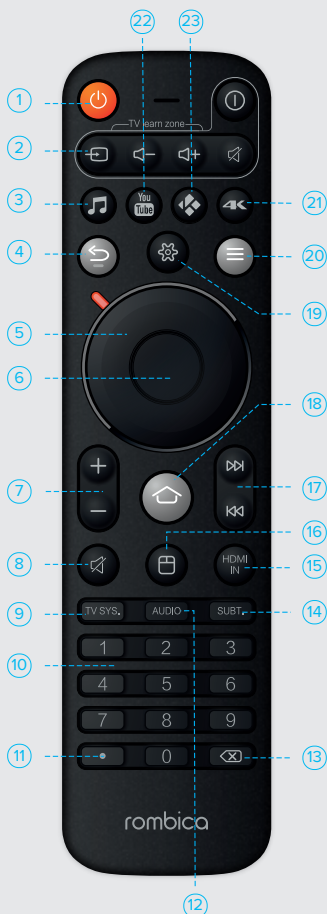 22 23
1
TV learn zone
2
3 You Tube 4K 21
4 20
19
5
6
18
7 + − 17
16
8 HDMI IN 15
9 TV SYS. AUDIO SUBT. 14
1 2 3
10
4 5 6
7 8 9
11 0 13
rombica
12